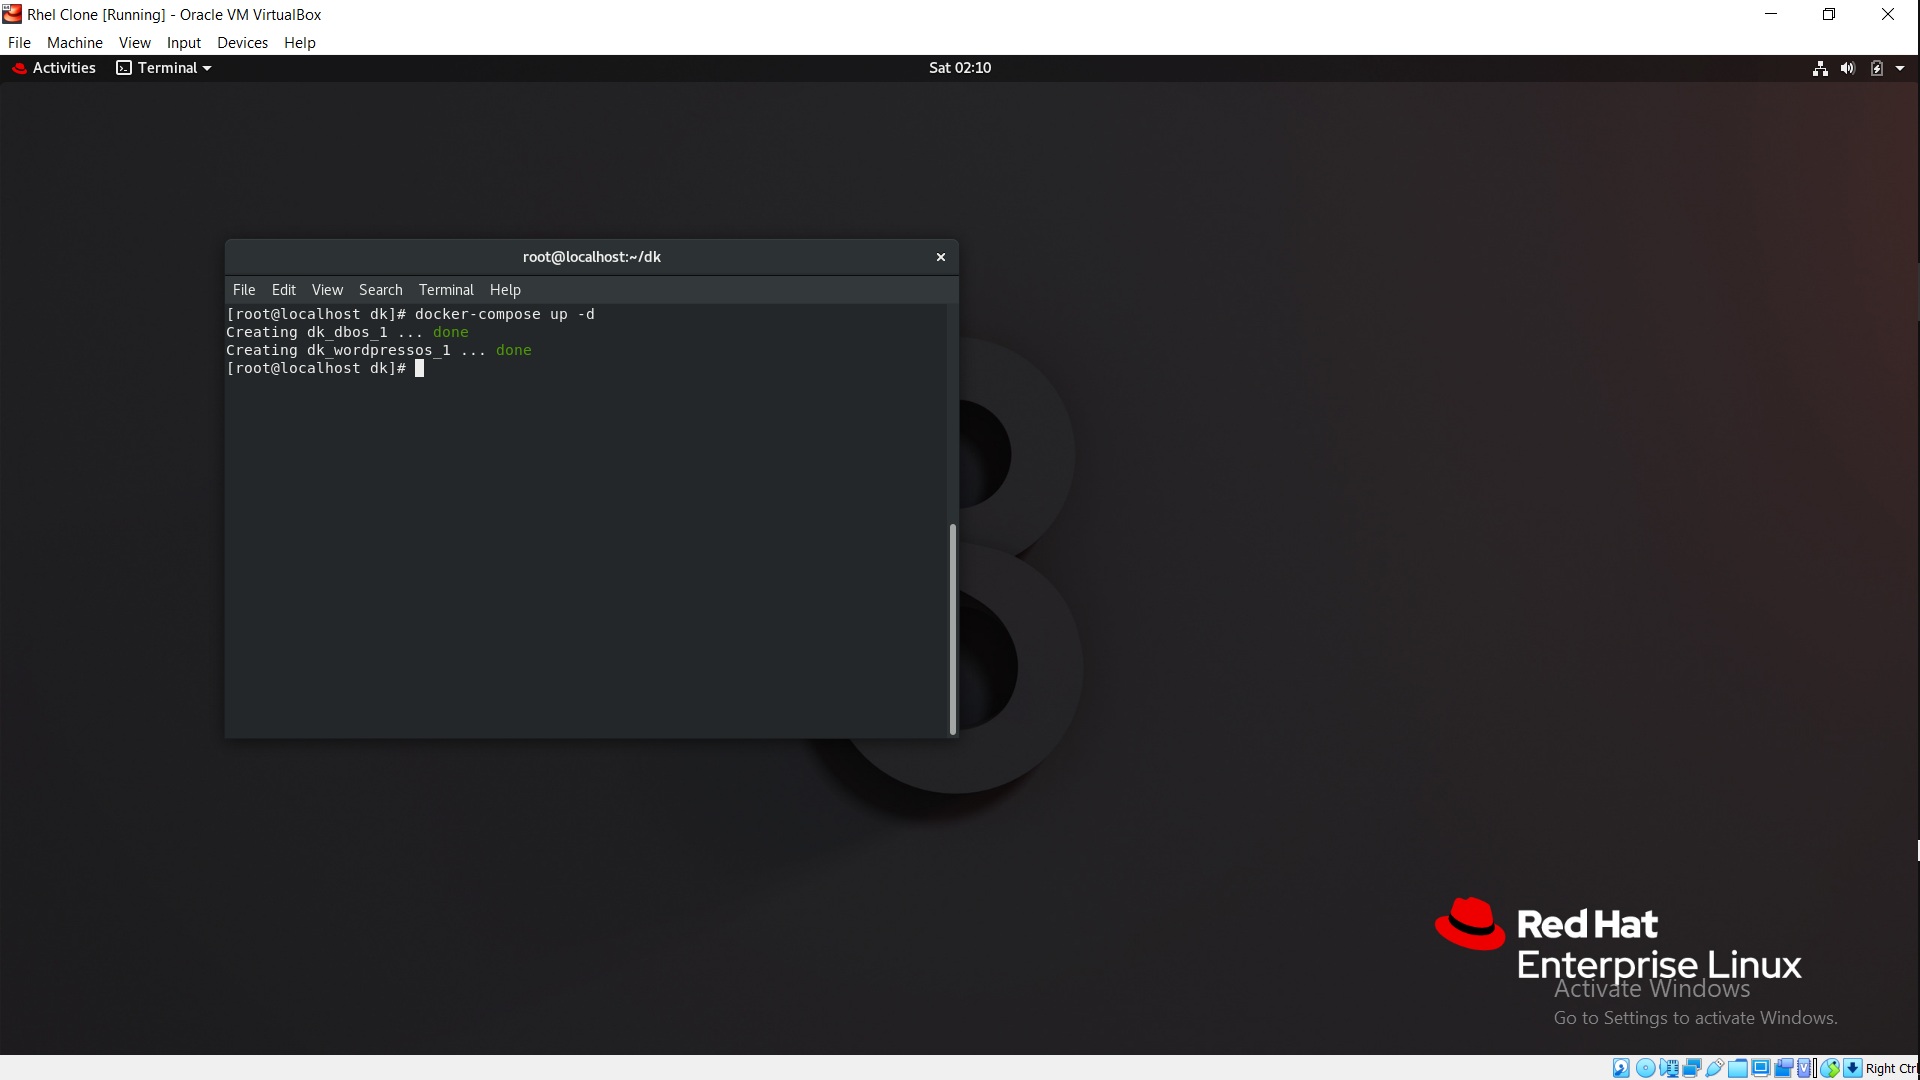 Rhel Clone [Running] - Oracle VM VirtualBox
File Machine View Input Devices Help
Activities Terminal Sat 02:10
root@localhost:~/dk
File Edit View Search Terminal Help
[root@localhost dk]# docker-compose up -d
Creating dk_dbos_1 ... done
Creating dk_wordpressos_1 ... done
[root@localhost dk]#
Red Hat
Enterprise Linux
Activate Windows
Go to Settings to activate Windows.
Right Ctrl